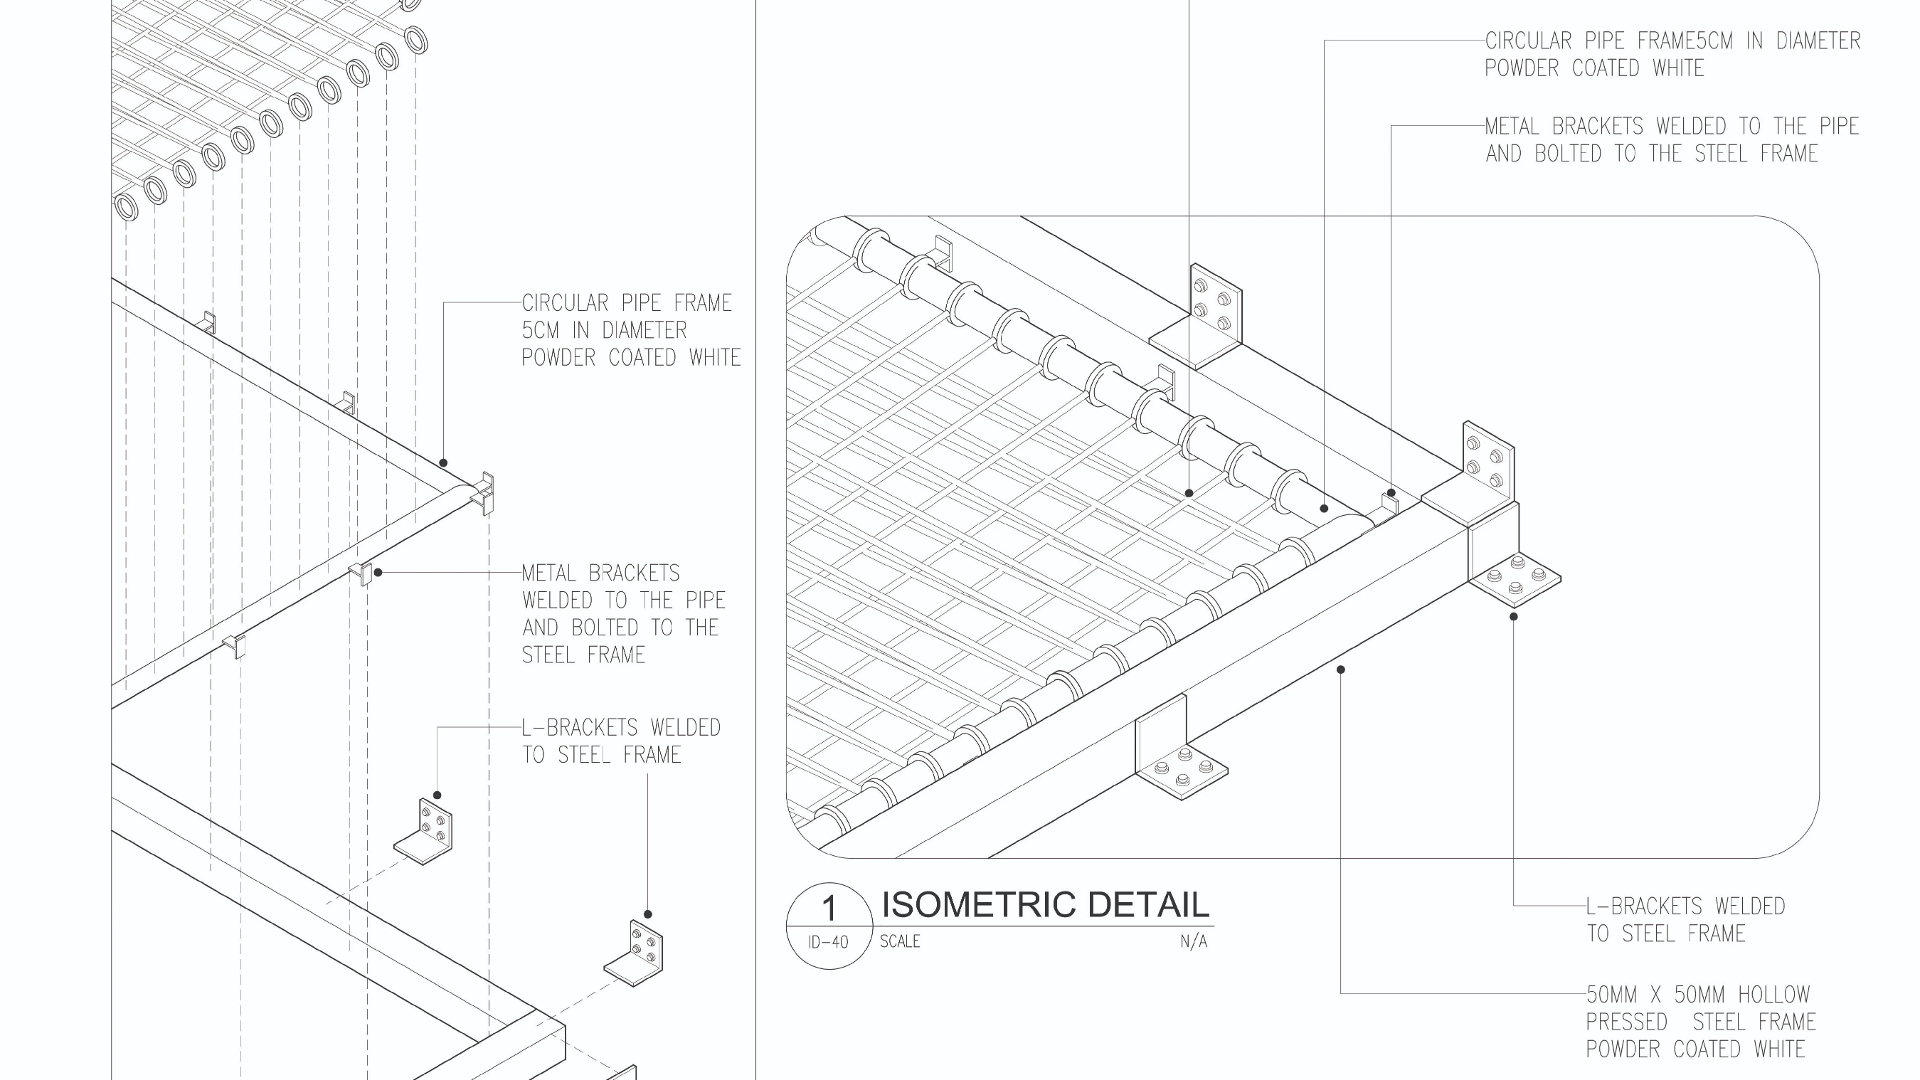 CIRCULAR PIPE FRAME
5CM IN DIAMETER
POWDER COATED WHITE
METAL BRACKETS
WELDED TO THE PIPE
AND BOLTED TO THE
STEEL FRAME
L-BRACKETS WELDED
TO STEEL FRAME
CIRCULAR PIPE FRAME5CM IN DIAMETER
POWDER COATED WHITE
METAL BRACKETS WELDED TO THE PIPE
AND BOLTED TO THE STEEL FRAME
1
ID-40
ISOMETRIC DETAIL
SCALE N/A
L-BRACKETS WELDED
TO STEEL FRAME
50MM X 50MM HOLLOW
PRESSED STEEL FRAME
POWDER COATED WHITE